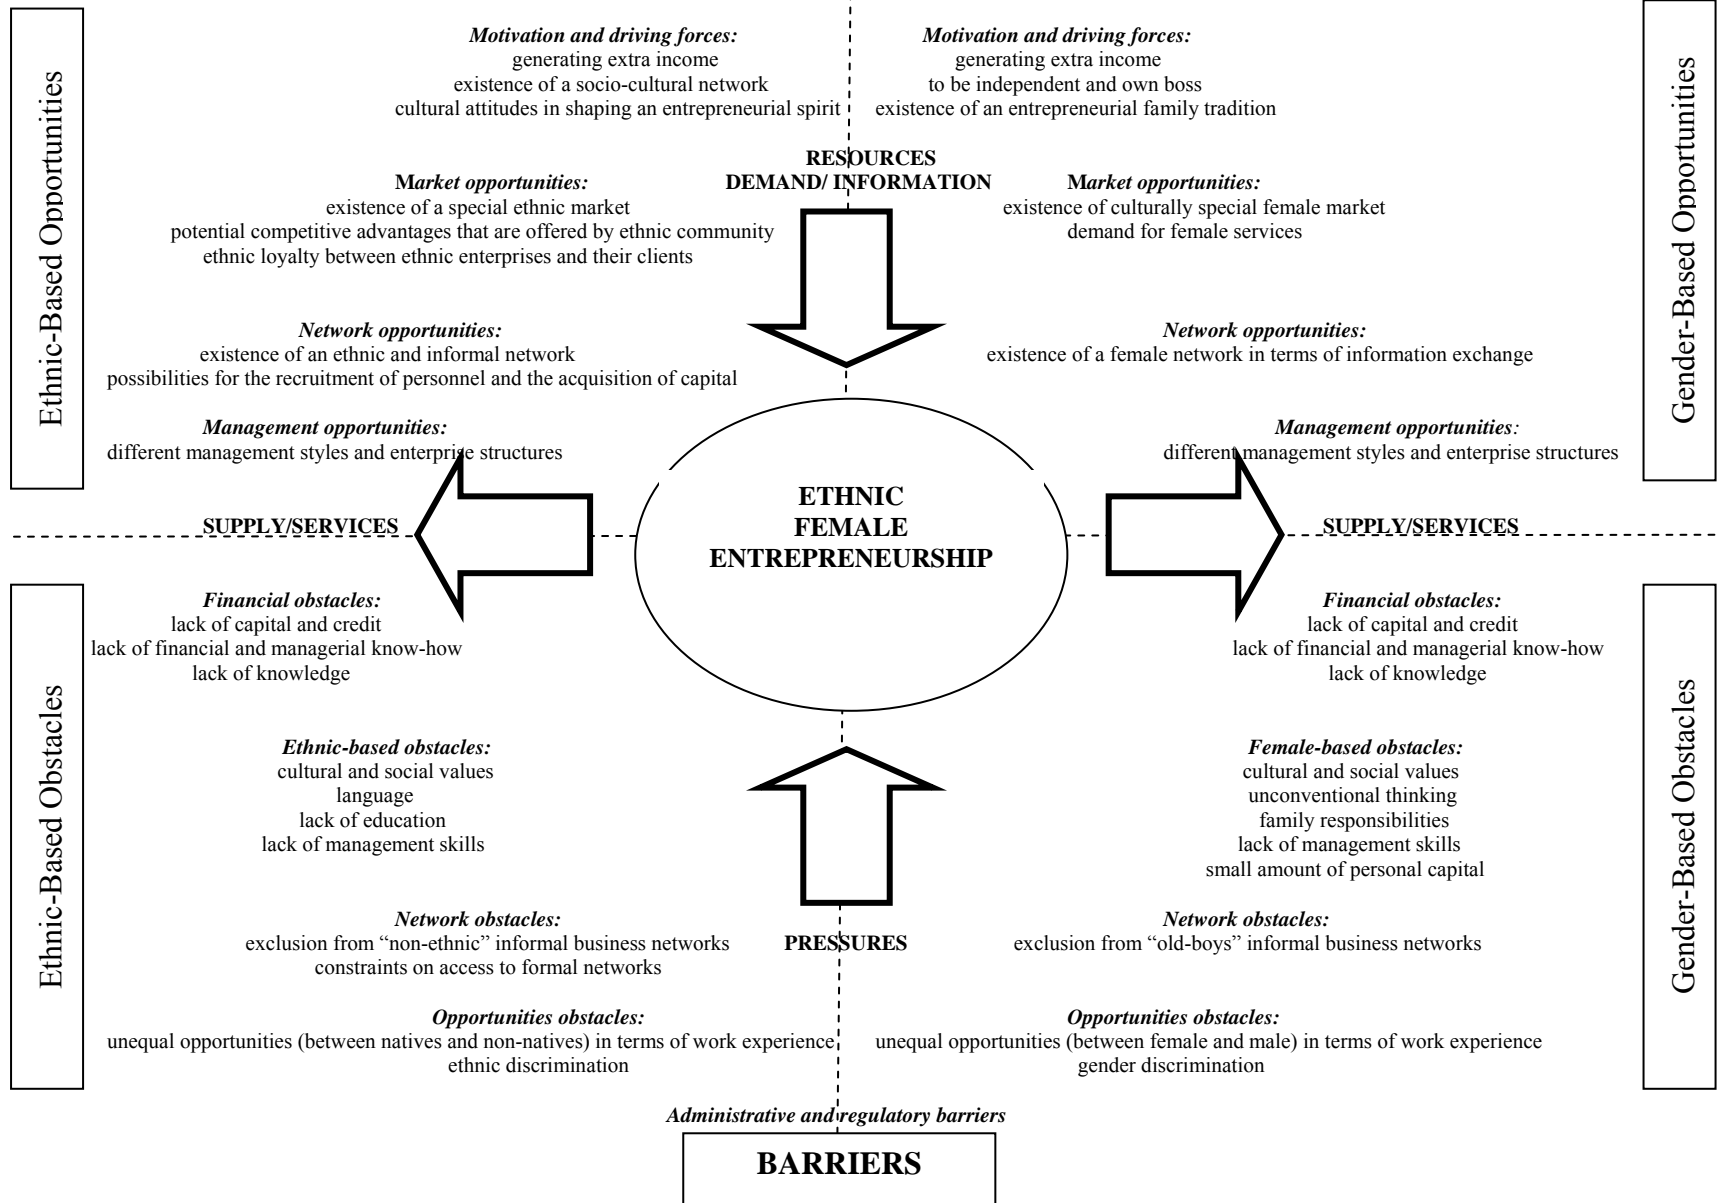 Ethnic-Based Opportunities
Motivation and driving forces:
generating extra income
existence of a socio-cultural network
cultural attitudes in shaping an entrepreneurial spirit
Market opportunities:
existence of a special ethnic market
potential competitive advantages that are offered by ethnic community
ethnic loyalty between ethnic enterprises and their clients
Network opportunities:
existence of an ethnic and informal network
possibilities for the recruitment of personnel and the acquisition of capital
Management opportunities:
different management styles and enterprise structures
RESOURCES
DEMAND/ INFORMATION
Motivation and driving forces:
generating extra income
to be independent and own boss
existence of an entrepreneurial family tradition
Market opportunities:
existence of culturally special female market
demand for female services
Network opportunities:
existence of a female network in terms of information exchange
Management opportunities:
different management styles and enterprise structures
Gender-Based Opportunities
SUPPLY/SERVICES
ETHNIC
FEMALE
ENTREPRENEURSHIP
SUPPLY/SERVICES
Ethnic-Based Obstacles
Financial obstacles:
lack of capital and credit
lack of financial and managerial know-how
lack of knowledge
Ethnic-based obstacles:
cultural and social values
language
lack of education
lack of management skills
Network obstacles:
exclusion from “non-ethnic” informal business networks
constraints on access to formal networks
Opportunities obstacles:
unequal opportunities (between natives and non-natives) in terms of work experience
ethnic discrimination
PRESSURES
Financial obstacles:
lack of capital and credit
lack of financial and managerial know-how
lack of knowledge
Female-based obstacles:
cultural and social values
unconventional thinking
family responsibilities
lack of management skills
small amount of personal capital
Network obstacles:
exclusion from “old-boys” informal business networks
Opportunities obstacles:
unequal opportunities (between female and male) in terms of work experience
gender discrimination
Gender-Based Obstacles
Administrative and regulatory barriers
BARRIERS